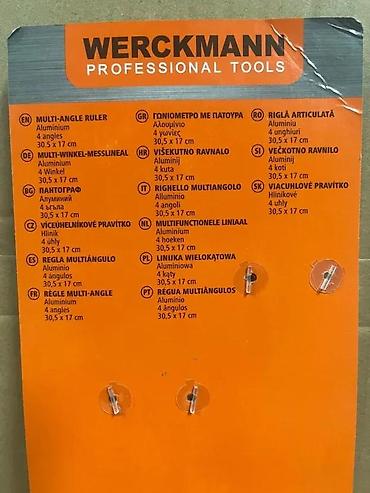 WERCKMANN
PROFESSIONAL TOOLS
EN MULTI-ANGLE RULER
Aluminium
4 angles
30,5 x 17 cm
DE MULTI-WINKEL-MESSLINEAL
Aluminium
4 Winkel
30,5 x 17 cm
BG ПАНТОГРАФ
Алуминий
4 ъгъла
30,5 x 17 cm
CZ VÍCEÚHELNÍKOVÉ PRAVÍTKO
Hliník
4 úhly
30,5 x 17 cm
ES REGLA MULTIÁNGULO
Aluminio
4 ángulos
30,5 x 17 cm
FR RÈGLE MULTI-ANGLE
Aluminium
4 angles
30,5 x 17 cm
GR ΓΩΝΙΟΜΕΤΡΟ ΜΕ ΠΑΤΟΥΡΑ
Αλουμίνιο
4 γωνίες
30,5 x 17 cm
HR VIŠEKUTNO RAVNALO
Aluminij
4 kuta
30,5 x 17 cm
IT RIGHELLO MULTIANGOLO
Alluminio
4 angoli
30,5 x 17 cm
NL MULTIFUNCTIONELE LINIAAL
Aluminium
4 hoeken
30,5 x 17 cm
PL LINIJKA WIELOKĄTOWA
Aluminiowa
4 kąty
30,5 x 17 cm
PT RÉGUA MULTIÂNGULOS
Alumínio
4 ângulos
30,5 x 17 cm
RO RIGLĂ ARTICULATĂ
Aluminiu
4 unghiuri
30,5 x 17 cm
SI VEČKOTNO RAVNILO
Aluminij
4 koti
30,5 x 17 cm
SK VIACUHLOVÉ PRAVÍTKO
Hliníkové
4 uhly
30,5 x 17 cm